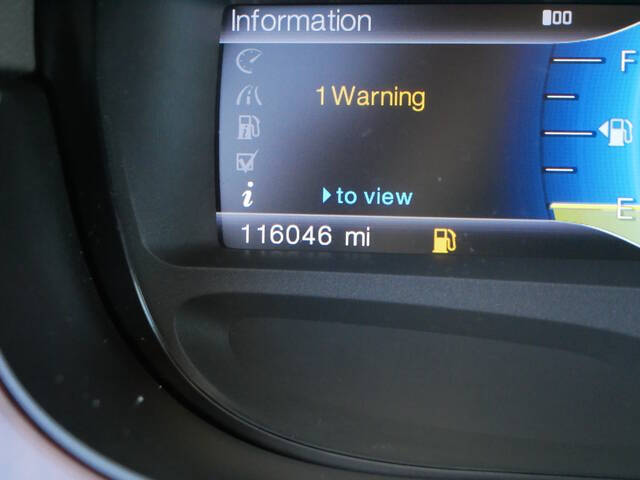 Information
F
1 Warning
i
to view
E
116046 mi